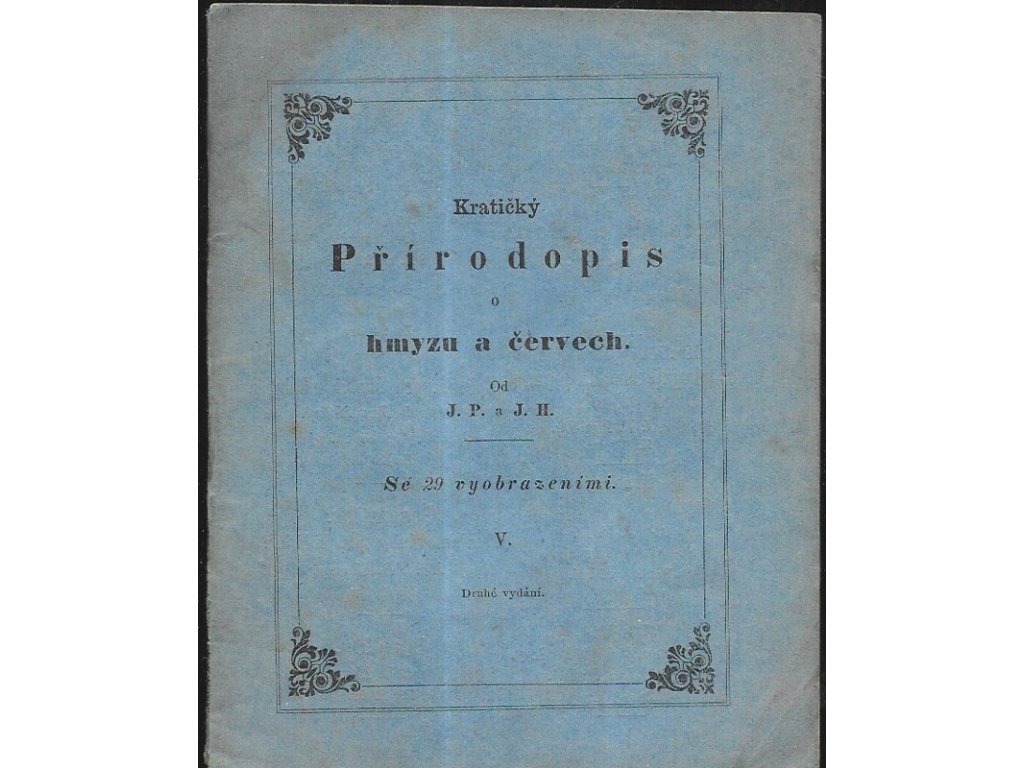 Kratičký
Přírodopis
o
hmyzu a červech.
Od
J. P. a J. H.
Se 29 vyobrazeními.
V.
Druhé vydání.